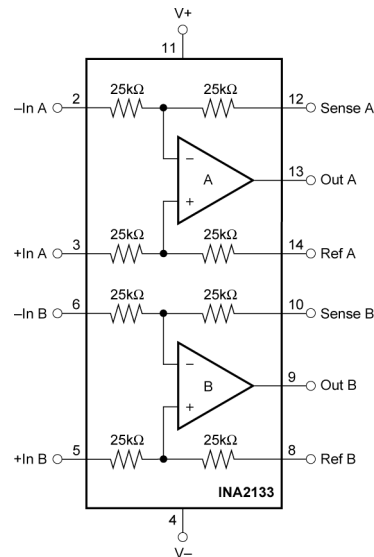 V+
11
25kΩ 25kΩ
–In A 2 12 Sense A
–
A 13 Out A
+
25kΩ 25kΩ
+In A 3 14 Ref A
25kΩ 25kΩ
–In B 6 10 Sense B
–
B 9 Out B
+
25kΩ 25kΩ
+In B 5 8 Ref B
INA2133
4
V–